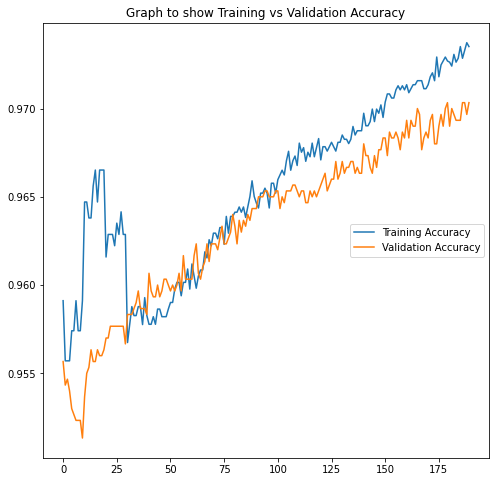 Graph to show Training vs Validation Accuracy
0.970
0.965
0.960
0.955
Training Accuracy
Validation Accuracy
0 25 50 75 100 125 150 175